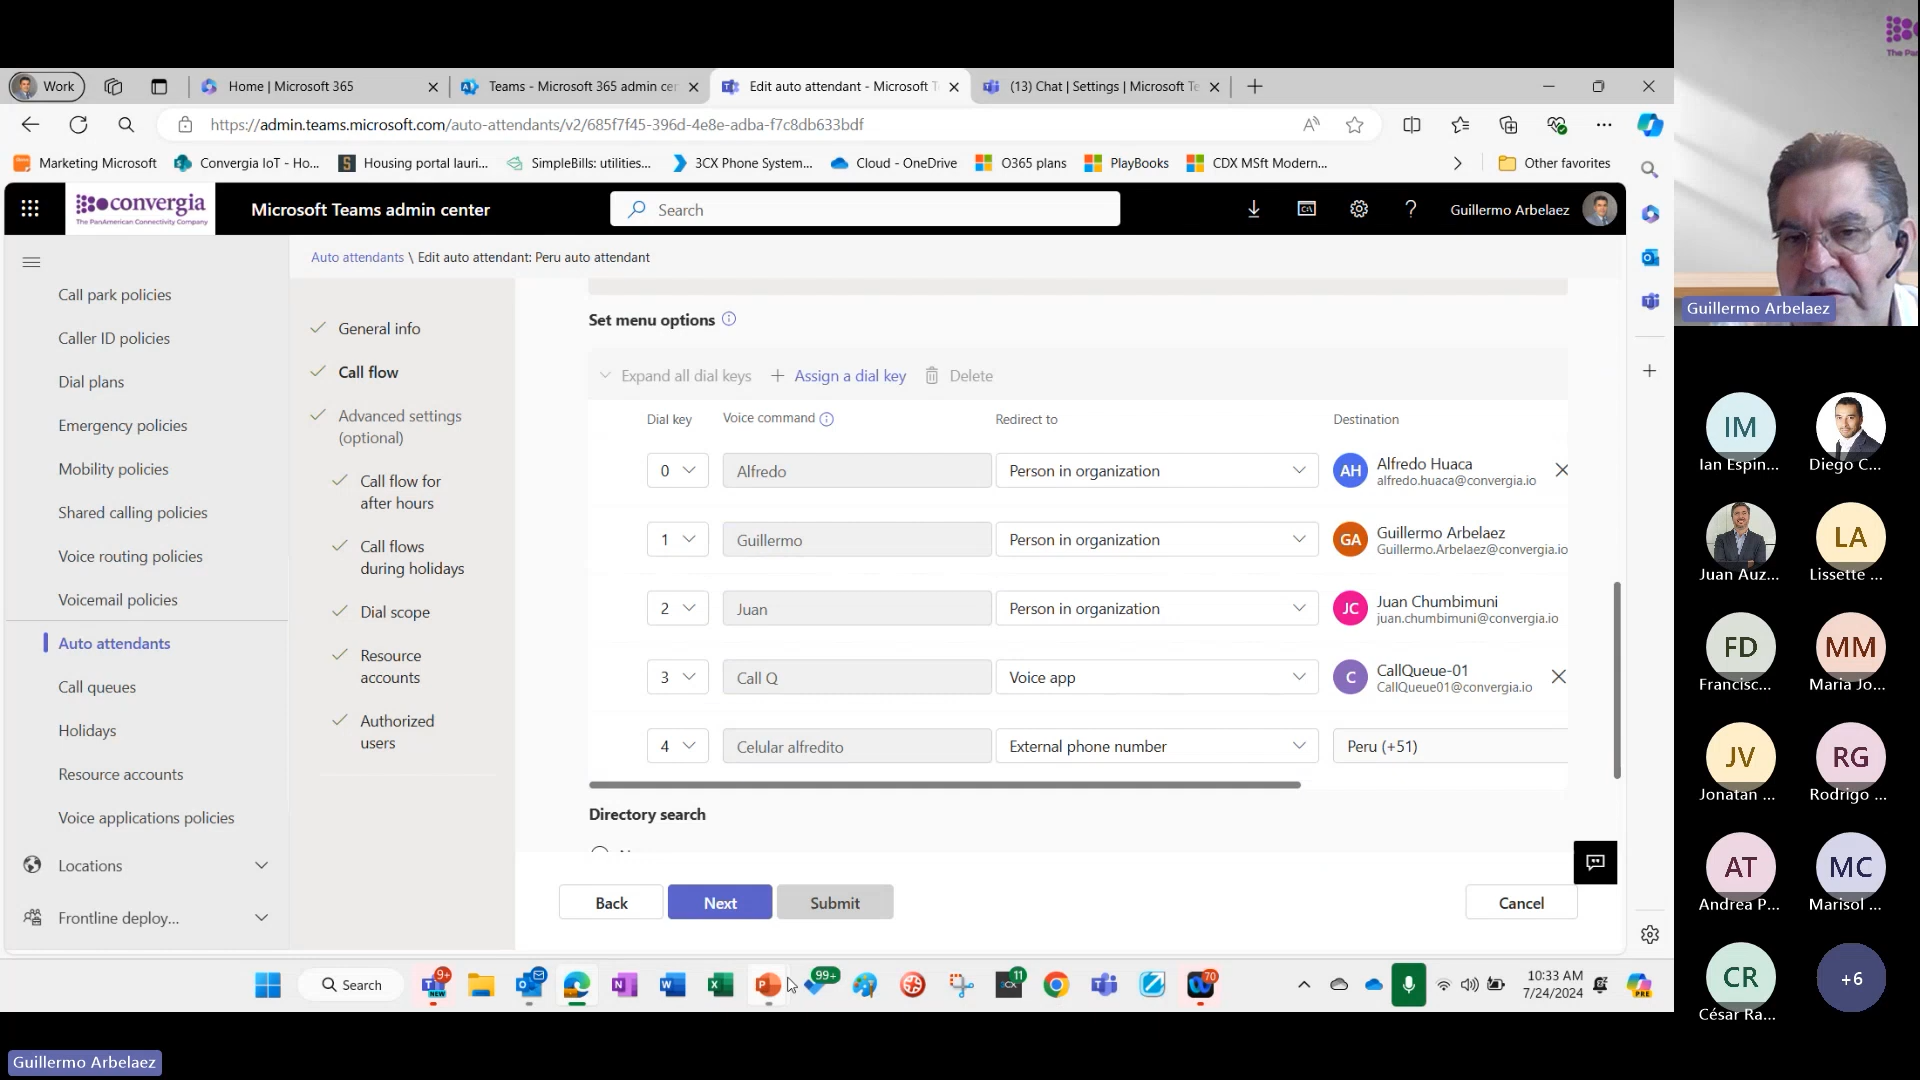 Work
Home | Microsoft 365
Teams - Microsoft 365 admin cer
Edit auto attendant - Microsoft T
(13) Chat | Settings | Microsoft Te
https://admin.teams.microsoft.com/auto-attendants/v2/685f7f45-396d-4e8e-adba-f7c8db633bdf
Marketing Microsoft
Convergia IoT - Ho...
Housing portal lauri...
SimpleBills: utilities...
3CX Phone System...
Cloud - OneDrive
O365 plans
PlayBooks
CDX MSft Modern...
Other favorites
convergia
The PanAmerican Connectivity Company
Microsoft Teams admin center
Search
Guillermo Arbelaez
Call park policies
Caller ID policies
Dial plans
Emergency policies
Mobility policies
Shared calling policies
Voice routing policies
Voicemail policies
Auto attendants
Call queues
Holidays
Resource accounts
Voice applications policies
Locations
Frontline deploy...
Auto attendants \ Edit auto attendant: Peru auto attendant
General info
Call flow
Advanced settings
(optional)
Call flow for
after hours
Call flows
during holidays
Dial scope
Resource
accounts
Authorized
users
Set menu options
Expand all dial keys
+ Assign a dial key
Delete
Dial key
Voice command
Redirect to
Destination
0
Alfredo
Person in organization
AH
Alfredo Huaca
alfredo.huaca@convergia.io
1
Guillermo
Person in organization
GA
Guillermo Arbelaez
Guillermo.Arbelaez@convergia.io
2
Juan
Person in organization
JC
Juan Chumbimuni
juan.chumbimuni@convergia.io
3
Call Q
Voice app
C
CallQueue-01
CallQueue01@convergia.io
4
Celular alfredito
External phone number
Peru (+51)
Directory search
Back
Next
Submit
Cancel
Search
9+
NEW
99+
11
70
10:33 AM
7/24/2024
PRE
The Pan
Guillermo Arbelaez
IM
Ian Espin...
Diego C...
Juan Auz...
LA
Lissette ...
FD
Francisc...
MM
Maria Jo...
JV
Jonatan ...
RG
Rodrigo ...
AT
Andrea P...
MC
Marisol ...
CR
César Ra...
+6
Guillermo Arbelaez